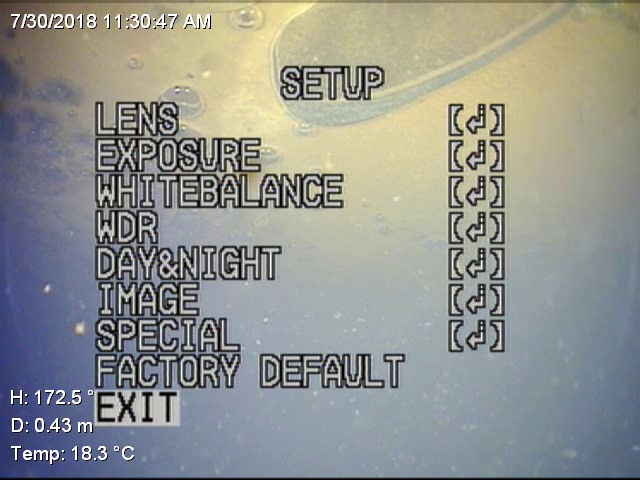 7/30/2018 11:30:47 AM
SETUP
LENS [↲]
EXPOSURE [↲]
WHITEBALANCE [↲]
WDR [↲]
DAY&NIGHT [↲]
IMAGE [↲]
SPECIAL [↲]
FACTORY DEFAULT
EXIT
H: 172.5 °
D: 0.43 m
Temp: 18.3 °C